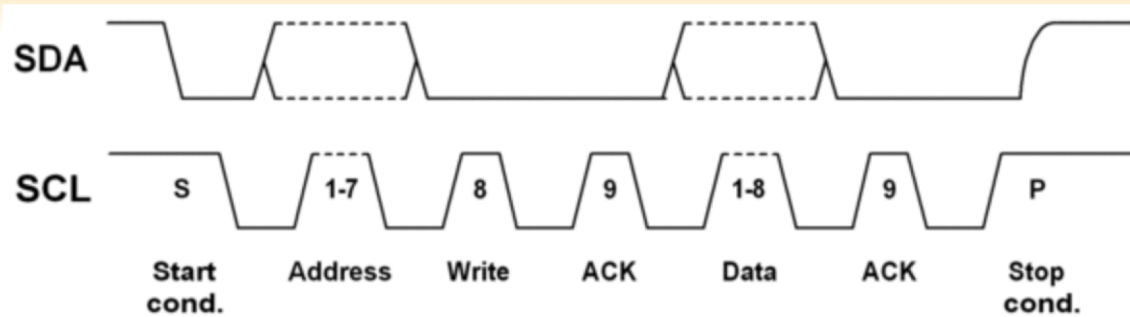 SDA
SCL
S 1-7 8 9 1-8 9 P
Start cond. Address Write ACK Data ACK Stop cond.